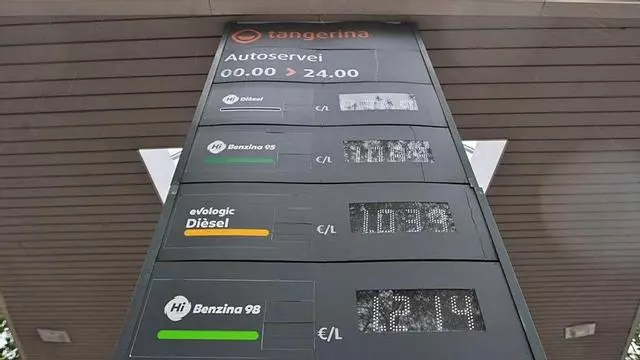 tangerina
Autoservei
00.00 > 24.00
Hi Dièsel
€/L
Hi Benzina 95
€/L
evologic
Dièsel
€/L 1.039
Hi Benzina 98
€/L 1.214